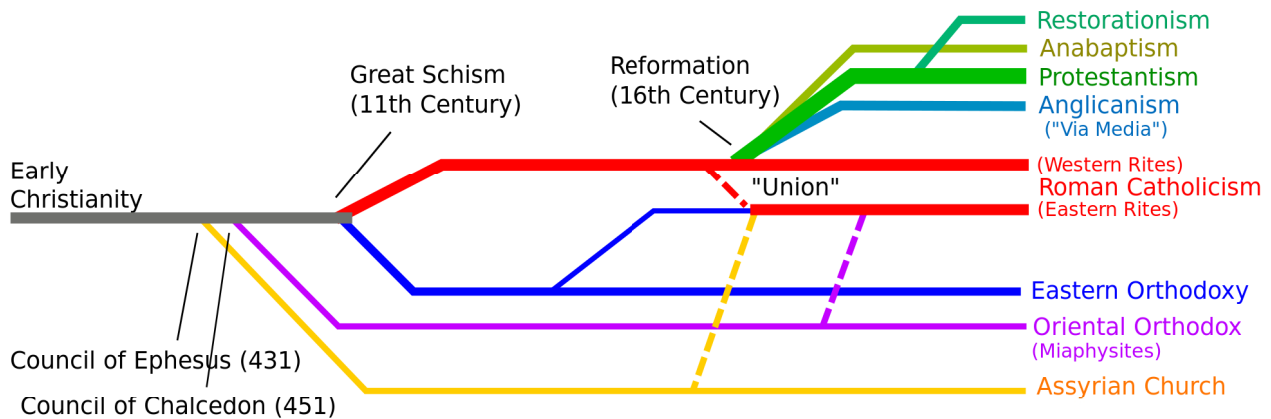 Early
Christianity
Great Schism
(11th Century)
Reformation
(16th Century)
"Union"
Council of Ephesus (431)
Council of Chalcedon (451)
Restorationism
Anabaptism
Protestantism
Anglicanism
("Via Media")
(Western Rites)
Roman Catholicism
(Eastern Rites)
Eastern Orthodoxy
Oriental Orthodox
(Miaphysites)
Assyrian Church